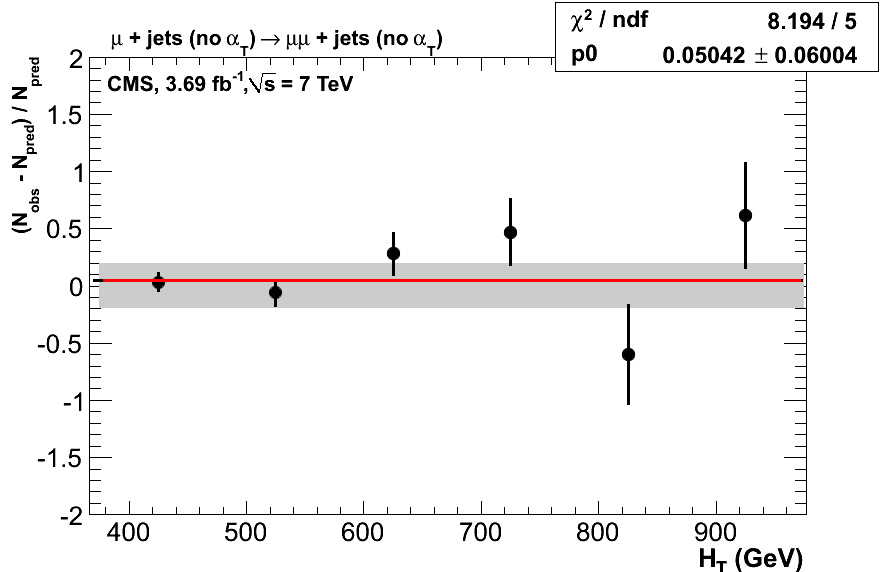 χ² / ndf 8.194 / 5
p0 0.05042 ± 0.06004
μ + jets (no α_T) → μμ + jets (no α_T)
CMS, 3.69 fb⁻¹, √s = 7 TeV
(N_obs - N_pred) / N_pred
2
1.5
1
0.5
0
-0.5
-1
-1.5
-2
400 500 600 700 800 900
H_T (GeV)